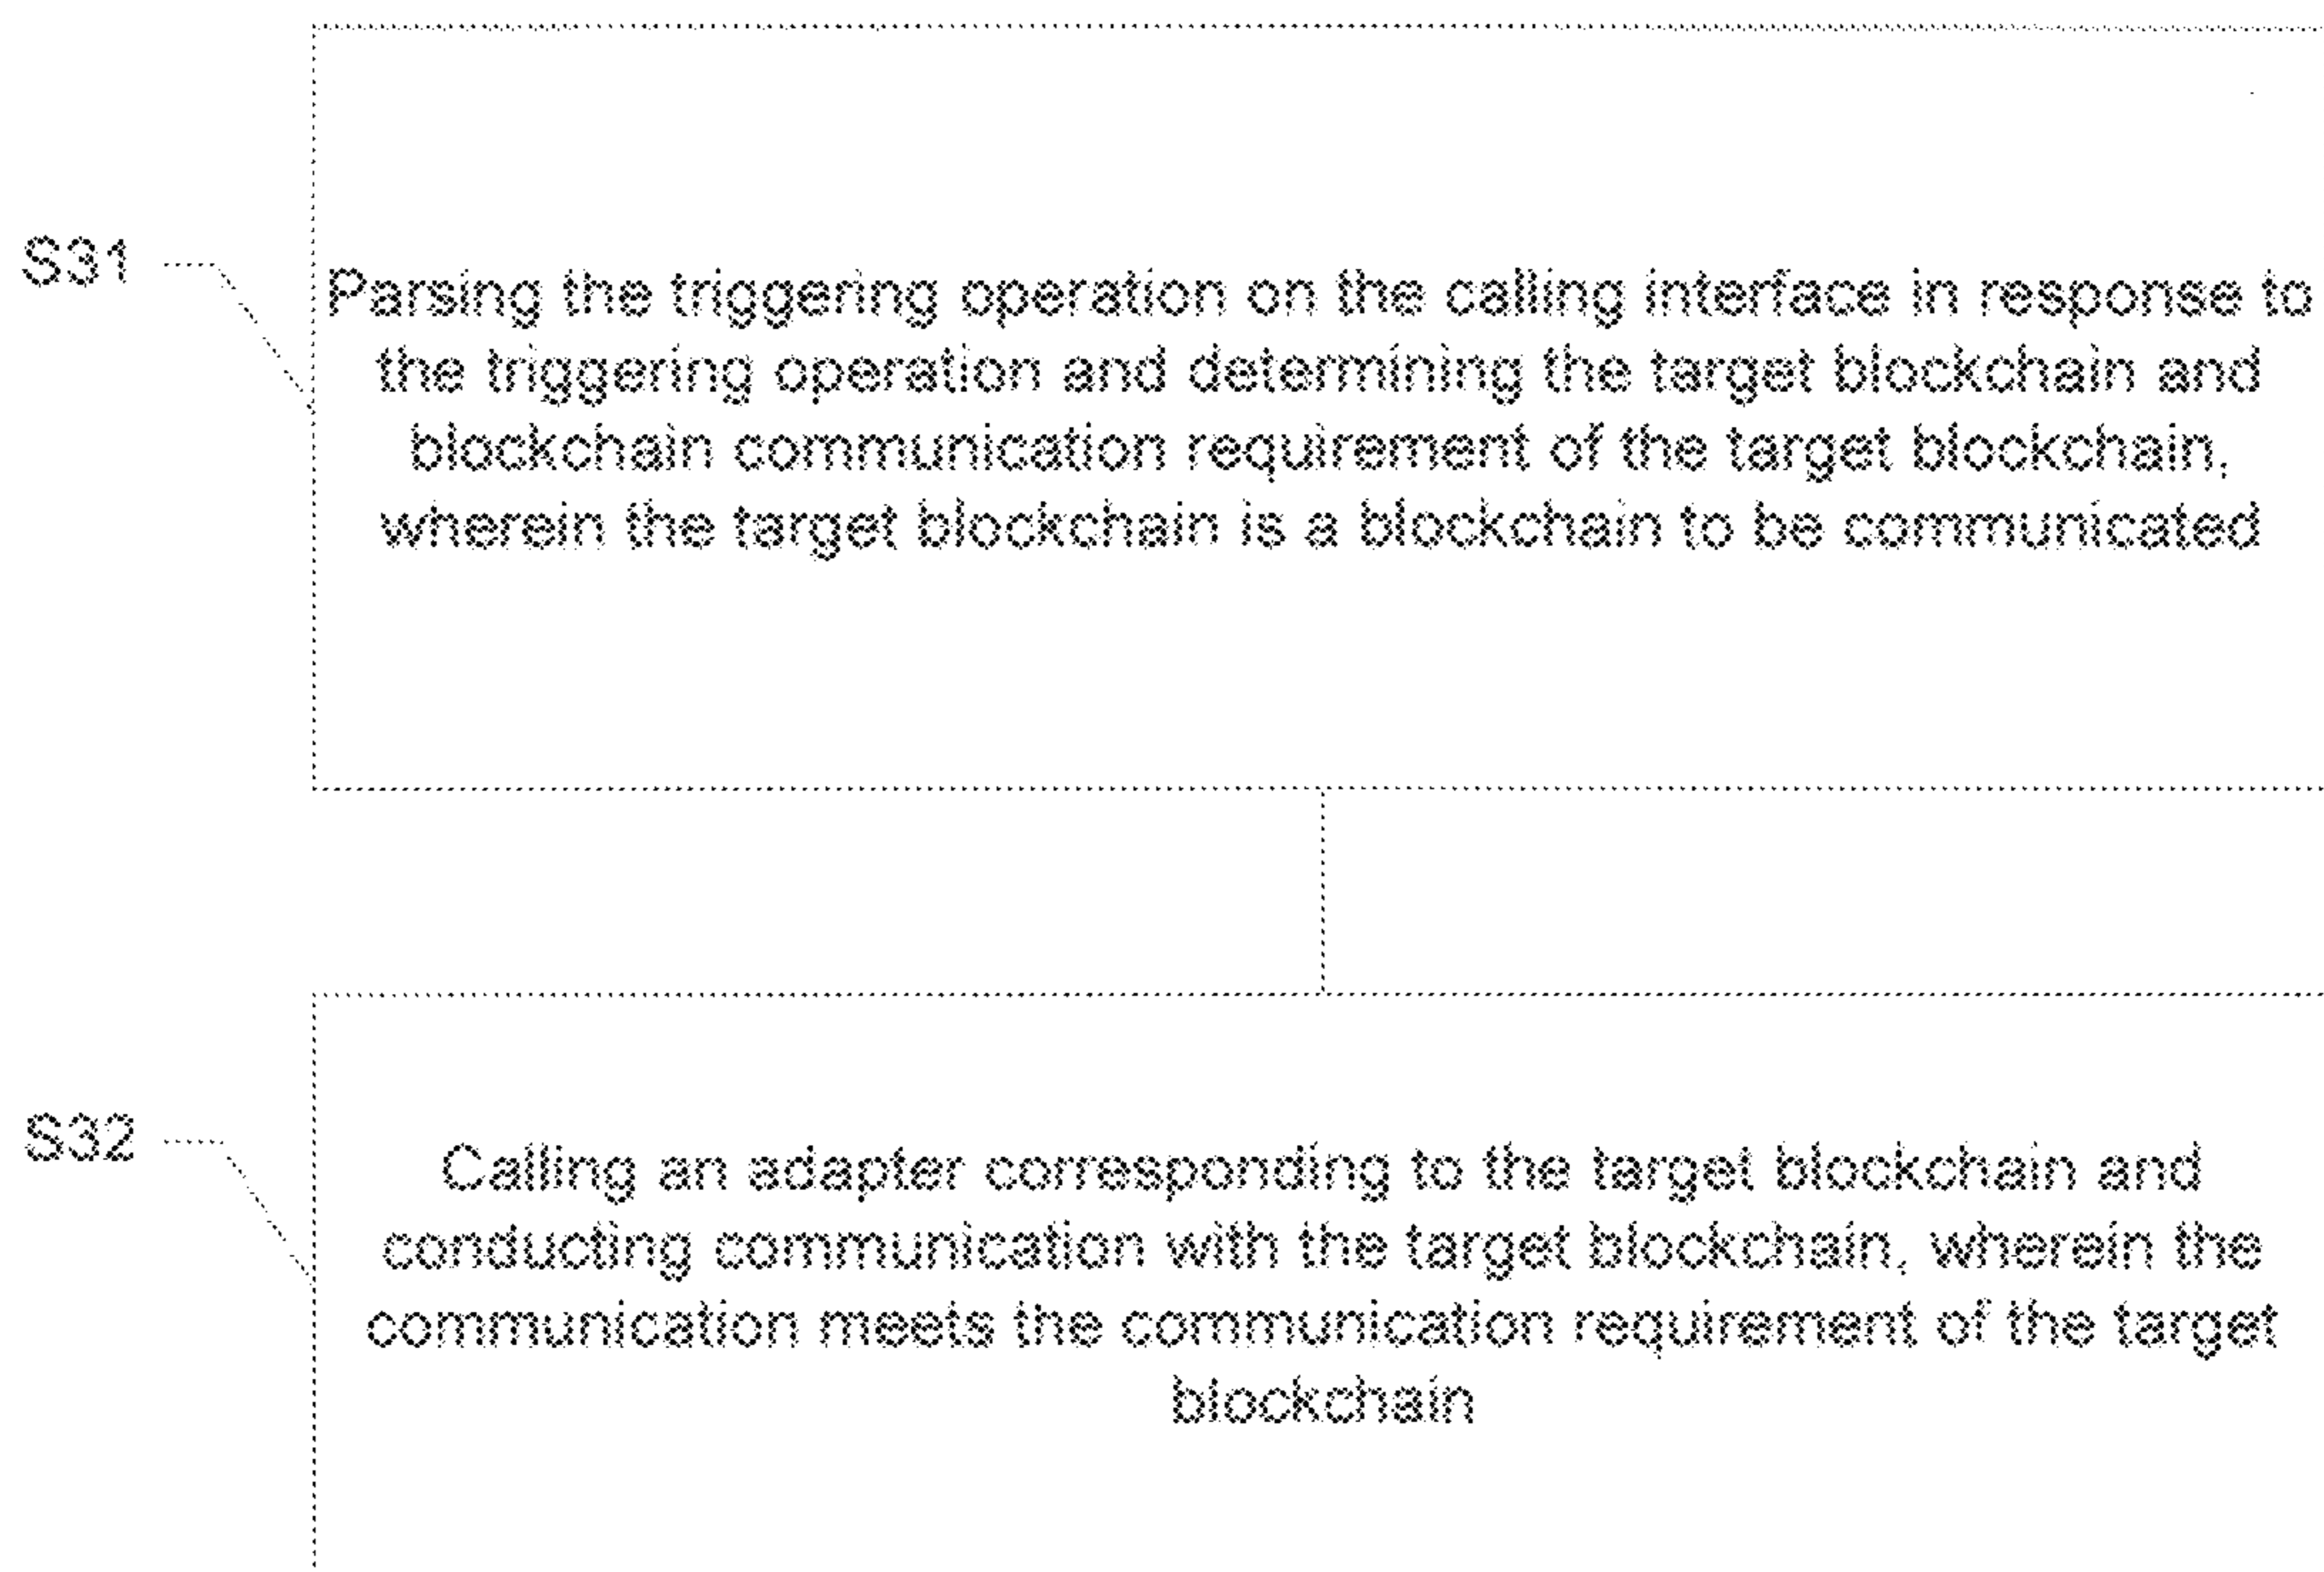 S31
Parsing the triggering operation on the calling interface in response to
the triggering operation and determining the target blockchain and
blockchain communication requirement of the target blockchain,
wherein the target blockchain is a blockchain to be communicated
S32
Calling an adapter corresponding to the target blockchain and
conducting communication with the target blockchain, wherein the
communication meets the communication requirement of the target
blockchain